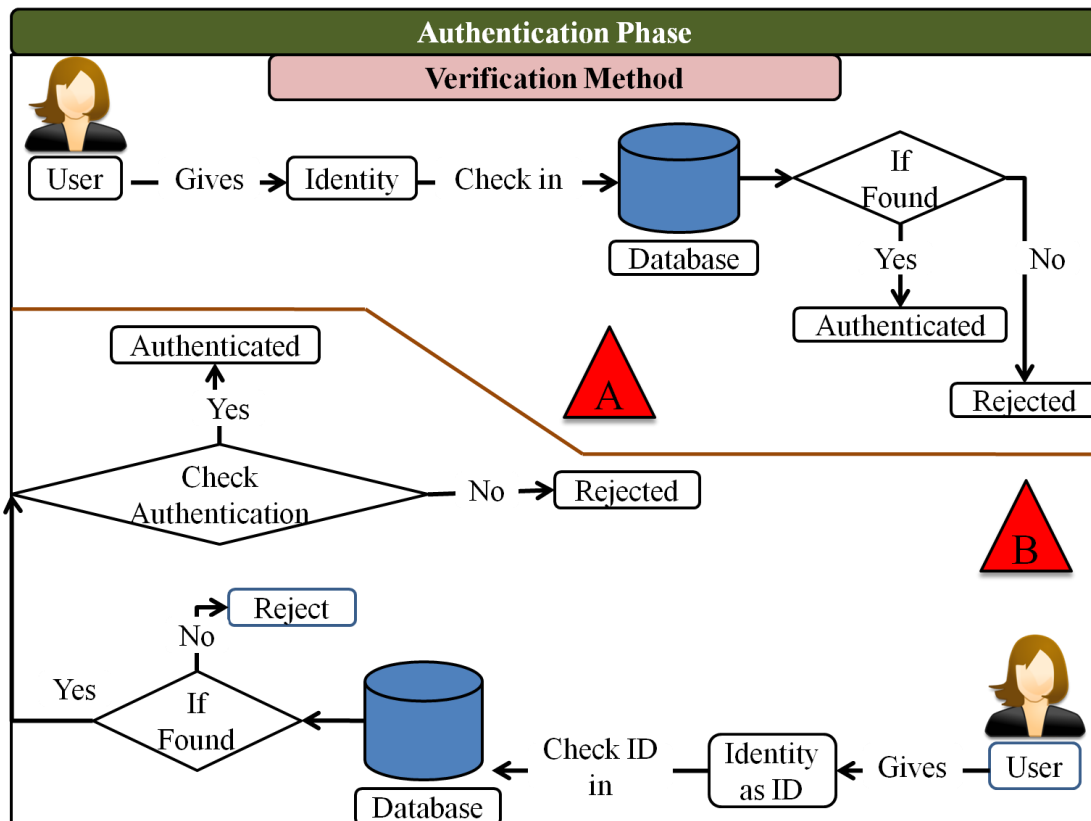 Authentication Phase
Verification Method
User
Gives
Identity
Check in
Database
If
Found
Yes
No
Authenticated
Rejected
A
Authenticated
Yes
Check
Authentication
No
Rejected
B
Reject
No
Yes
If
Found
Database
Check ID
in
Identity
as ID
Gives
User